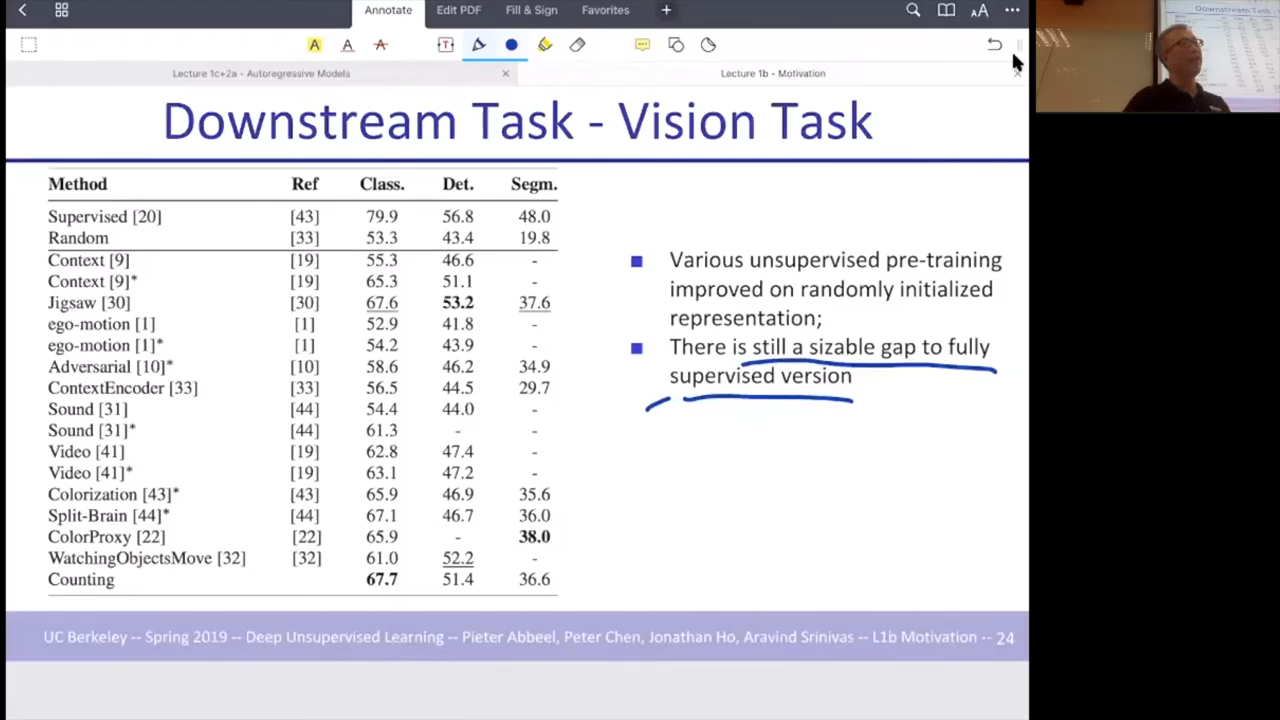 Annotate Edit PDF Fill & Sign Favorites +
AA
A A A T
Lecture 1c+2a - Autoregressive Models × Lecture 1b - Motivation ×
Downstream Task - Vision Task
Method Ref Class. Det. Segm.
Supervised [20] [43] 79.9 56.8 48.0
Random [33] 53.3 43.4 19.8
Context [9] [19] 55.3 46.6 -
Context [9]* [19] 65.3 51.1 -
Jigsaw [30] [30] 67.6 53.2 37.6
ego-motion [1] [1] 52.9 41.8 -
ego-motion [1]* [1] 54.2 43.9 -
Adversarial [10]* [10] 58.6 46.2 34.9
ContextEncoder [33] [33] 56.5 44.5 29.7
Sound [31] [44] 54.4 44.0 -
Sound [31]* [44] 61.3 - -
Video [41] [19] 62.8 47.4 -
Video [41]* [19] 63.1 47.2 -
Colorization [43]* [43] 65.9 46.9 35.6
Split-Brain [44]* [44] 67.1 46.7 36.0
ColorProxy [22] [22] 65.9 - 38.0
WatchingObjectsMove [32] [32] 61.0 52.2 -
Counting 67.7 51.4 36.6
Various unsupervised pre-training
improved on randomly initialized
representation;
There is still a sizable gap to fully
supervised version
UC Berkeley -- Spring 2019 -- Deep Unsupervised Learning -- Pieter Abbeel, Peter Chen, Jonathan Ho, Aravind Srinivas -- L1b Motivation -- 24
Downstream Task -